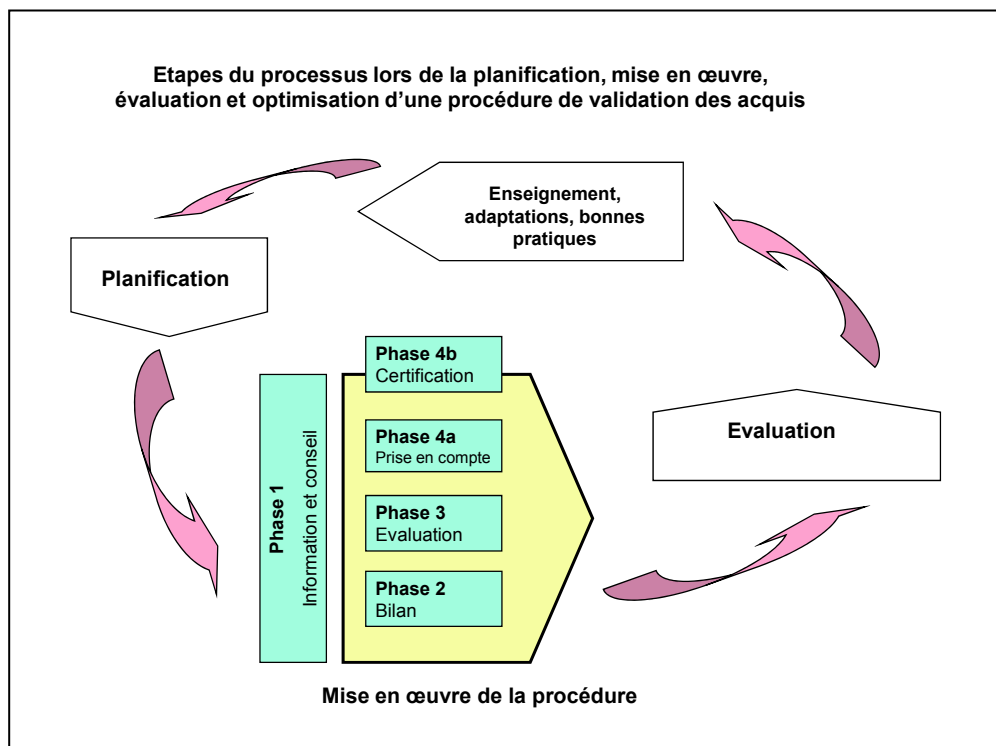 Etapes du processus lors de la planification, mise en œuvre,
évaluation et optimisation d'une procédure de validation des acquis
Enseignement,
adaptations, bonnes
pratiques
Planification
Phase 4b
Certification
Phase 4a
Prise en compte
Phase 3
Evaluation
Phase 2
Bilan
Phase 1
Information et conseil
Evaluation
Mise en œuvre de la procédure